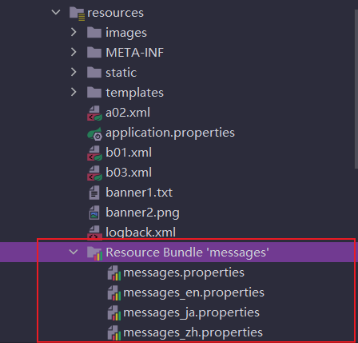 resources
images
META-INF
static
templates
a02.xml
application.properties
b01.xml
b03.xml
banner1.txt
banner2.png
logback.xml
Resource Bundle 'messages'
messages.properties
messages_en.properties
messages_ja.properties
messages_zh.properties